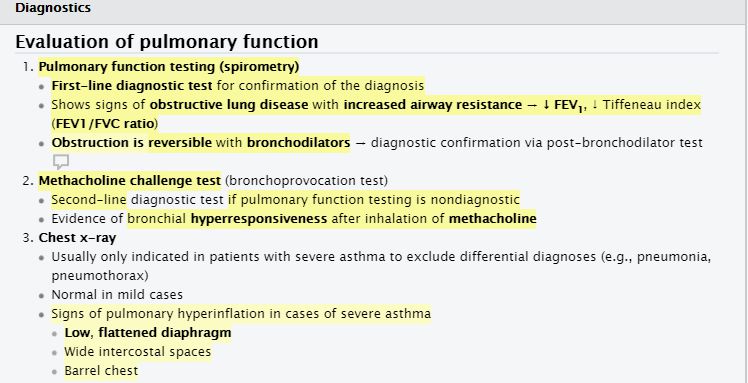 Diagnostics
Evaluation of pulmonary function
1. Pulmonary function testing (spirometry)
• First-line diagnostic test for confirmation of the diagnosis
• Shows signs of obstructive lung disease with increased airway resistance → ↓ FEV1, ↓ Tiffeneau index
(FEV1/FVC ratio)
• Obstruction is reversible with bronchodilators → diagnostic confirmation via post-bronchodilator test
2. Methacholine challenge test (bronchoprovocation test)
• Second-line diagnostic test if pulmonary function testing is nondiagnostic
• Evidence of bronchial hyperresponsiveness after inhalation of methacholine
3. Chest x-ray
• Usually only indicated in patients with severe asthma to exclude differential diagnoses (e.g., pneumonia,
pneumothorax)
• Normal in mild cases
• Signs of pulmonary hyperinflation in cases of severe asthma
• Low, flattened diaphragm
• Wide intercostal spaces
• Barrel chest